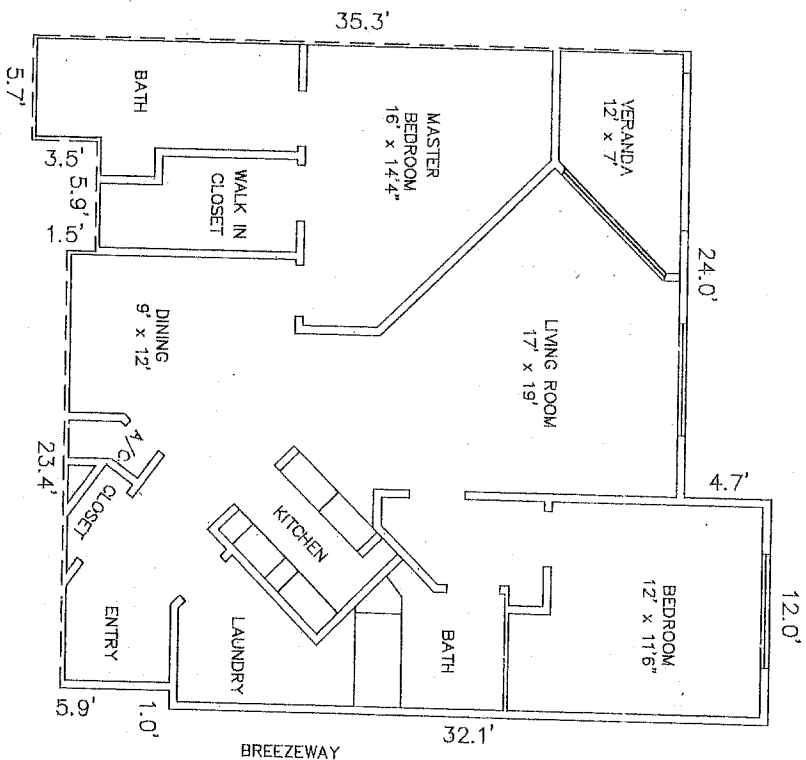 35.3'
5.7'
BATH
3.5'
5.9'
1.5'
WALK IN
CLOSET
MASTER
BEDROOM
16' x 14'4"
VERANDA
12' x 7'
24.0'
LIVING ROOM
17' x 19'
DINING
9' x 12'
A/C
23.4'
CLOSET
KITCHEN
4.7'
BEDROOM
12' x 11'6"
12.0'
BATH
LAUNDRY
ENTRY
5.9'
1.0'
32.1'
BREEZEWAY